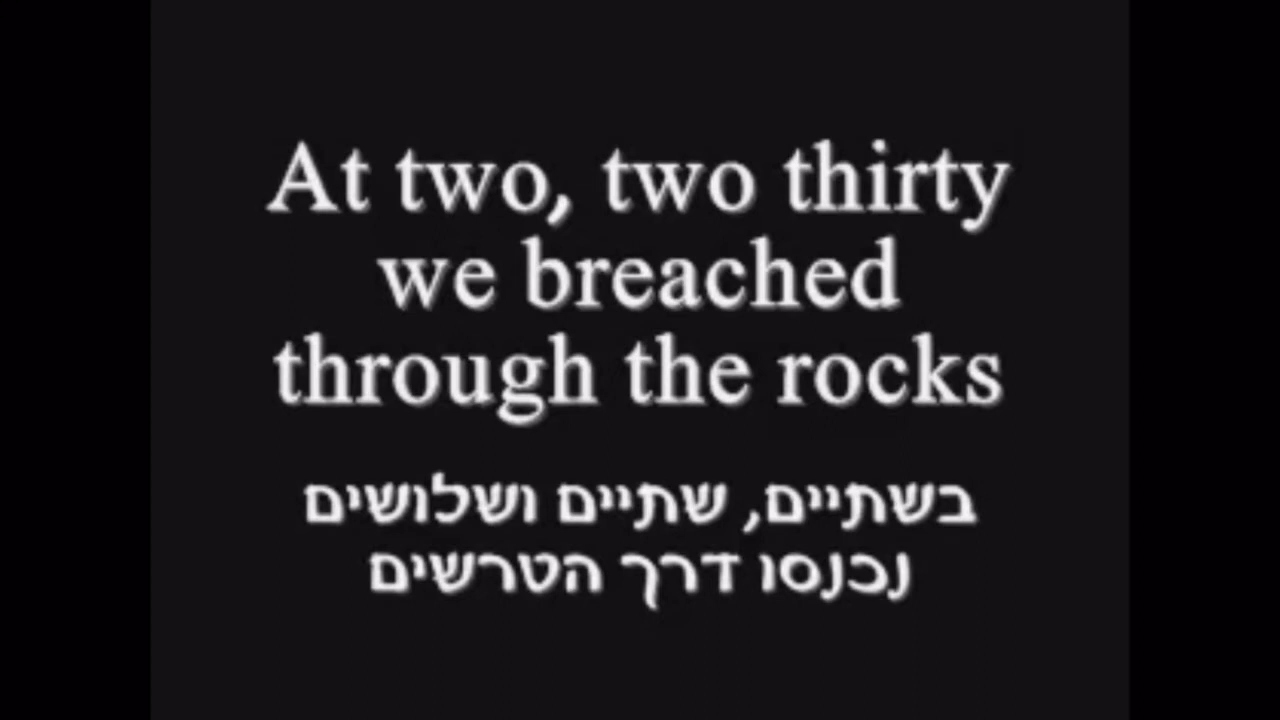 At two, two thirty
we breached
through the rocks
בשתיים, שתיים ושלושים
נכנסו דרך הטרשים